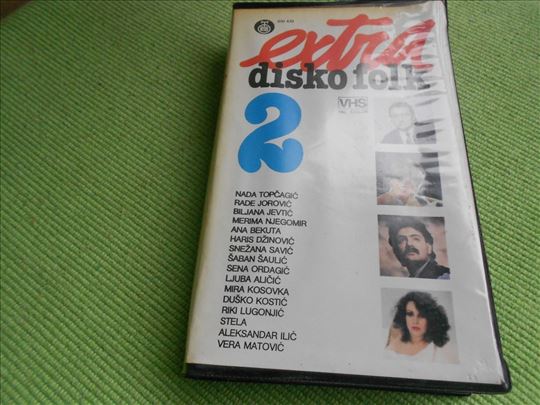 extra
disko folk
2
VHS
NADA TOPČAGIĆ
RADE JOROVIĆ
BILJANA JEVTIĆ
MERIMA NJEGOMIR
ANA BEKUTA
HARIS DŽINOVIĆ
SNEŽANA SAVIĆ
ŠABAN ŠAULIĆ
SENA ORDAGIĆ
LJUBA ALIČIĆ
MIRA KOSOVKA
DUŠKO KOSTIĆ
RIKI LUGONJIĆ
STELA
ALEKSANDAR ILIĆ
VERA MATOVIĆ